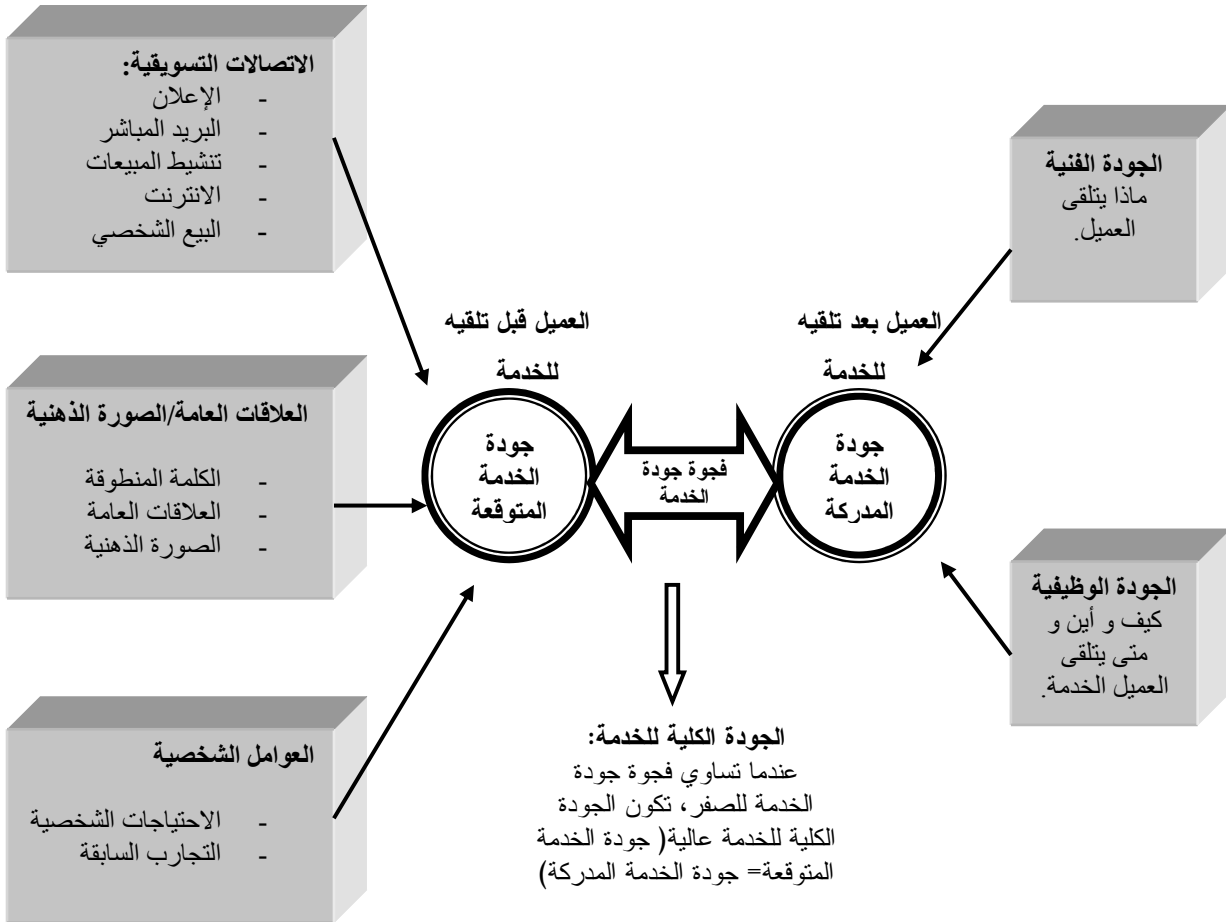 الاتصالات التسويقية:
- الإعلان
- البريد المباشر
- تنشيط المبيعات
- الانترنت
- البيع الشخصي
الجودة الفنية
ماذا يتلقى
العميل.
العميل بعد تلقيه
للخدمة
العميل قبل تلقيه
للخدمة
جودة
الخدمة
المدركة
فجوة جودة
الخدمة
جودة
الخدمة
المتوقعة
العلاقات العامة/الصورة الذهنية
- الكلمة المنطوقة
- العلاقات العامة
- الصورة الذهنية
الجودة الوظيفية
كيف و أين و
متى يتلقى
العميل الخدمة.
العوامل الشخصية
- الاحتياجات الشخصية
- التجارب السابقة
الجودة الكلية للخدمة:
عندما تساوي فجوة جودة
الخدمة للصفر، تكون الجودة
الكلية للخدمة عالية( جودة الخدمة
المتوقعة= جودة الخدمة المدركة)